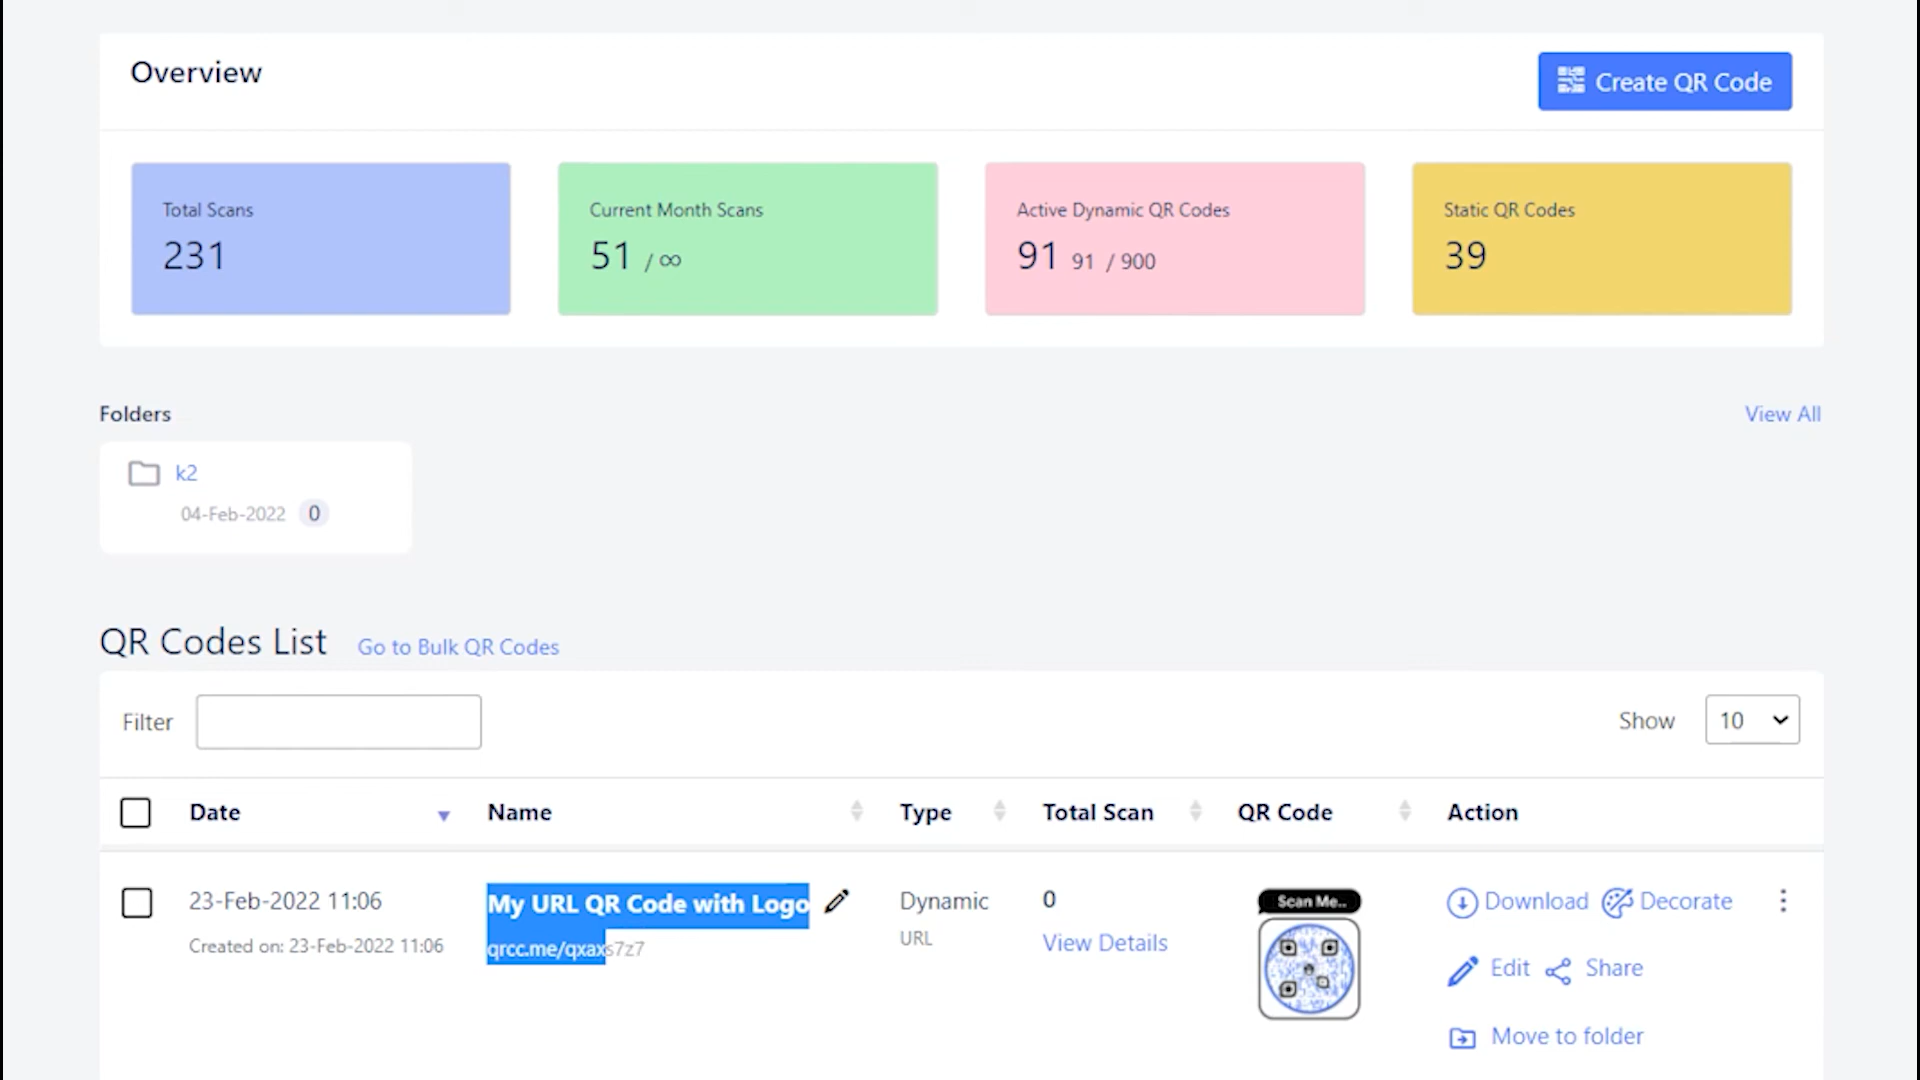 Overview
Create QR Code
Total Scans
231
Current Month Scans
51 / ∞
Active Dynamic QR Codes
91 91 / 900
Static QR Codes
39
Folders
View All
k2
04-Feb-2022 0
QR Codes List Go to Bulk QR Codes
Filter
Show 10
Date Name Type Total Scan QR Code Action
23-Feb-2022 11:06
Created on: 23-Feb-2022 11:06
My URL QR Code with Logo
qrcc.me/qxaxs7z7
Dynamic
URL
0
View Details
Scan Me..
Download Decorate
Edit Share
Move to folder